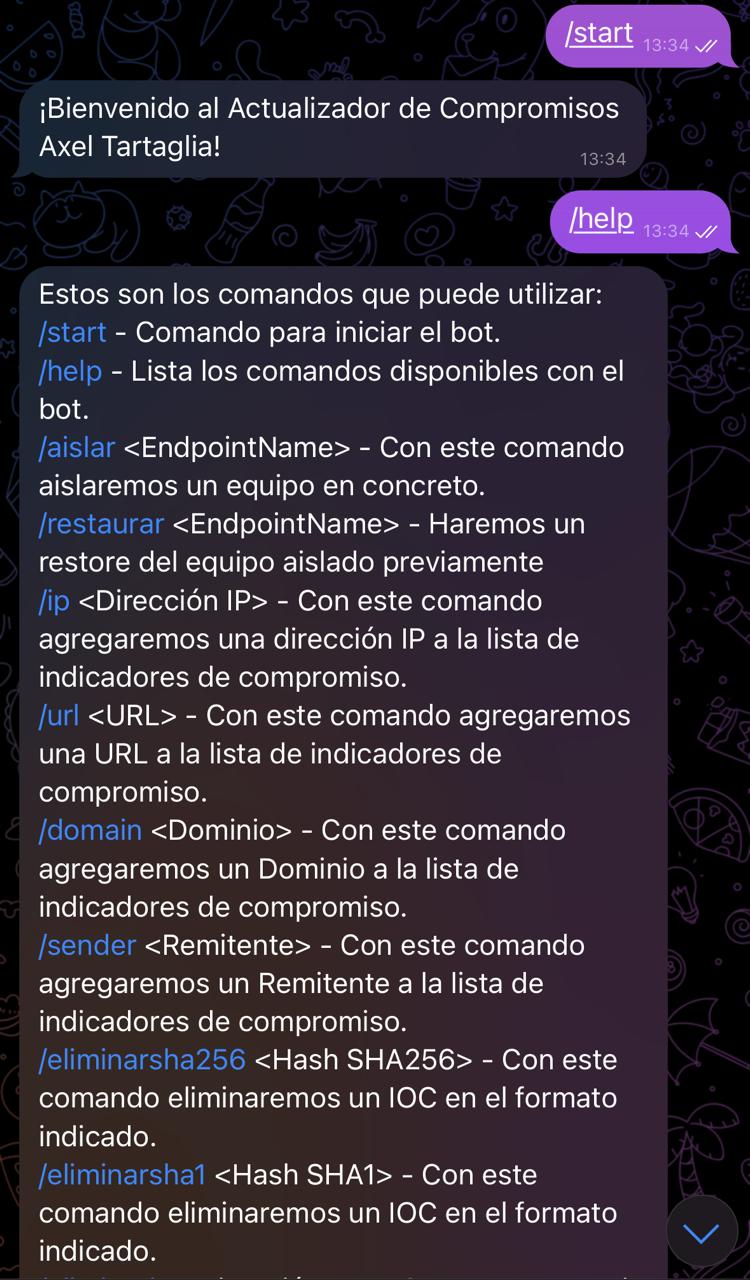 /start 13:34
¡Bienvenido al Actualizador de Compromisos
Axel Tartaglia!
13:34
/help 13:34
Estos son los comandos que puede utilizar:
/start - Comando para iniciar el bot.
/help - Lista los comandos disponibles con el
bot.
/aislar <EndpointName> - Con este comando
aislaremos un equipo en concreto.
/restaurar <EndpointName> - Haremos un
restore del equipo aislado previamente
/ip <Dirección IP> - Con este comando
agregaremos una dirección IP a la lista de
indicadores de compromiso.
/url <URL> - Con este comando agregaremos
una URL a la lista de indicadores de
compromiso.
/domain <Dominio> - Con este comando
agregaremos un Dominio a la lista de
indicadores de compromiso.
/sender <Remitente> - Con este comando
agregaremos un Remitente a la lista de
indicadores de compromiso.
/eliminarsha256 <Hash SHA256> - Con este
comando eliminaremos un IOC en el formato
indicado.
/eliminarsha1 <Hash SHA1> - Con este
comando eliminaremos un IOC en el formato
indicado.